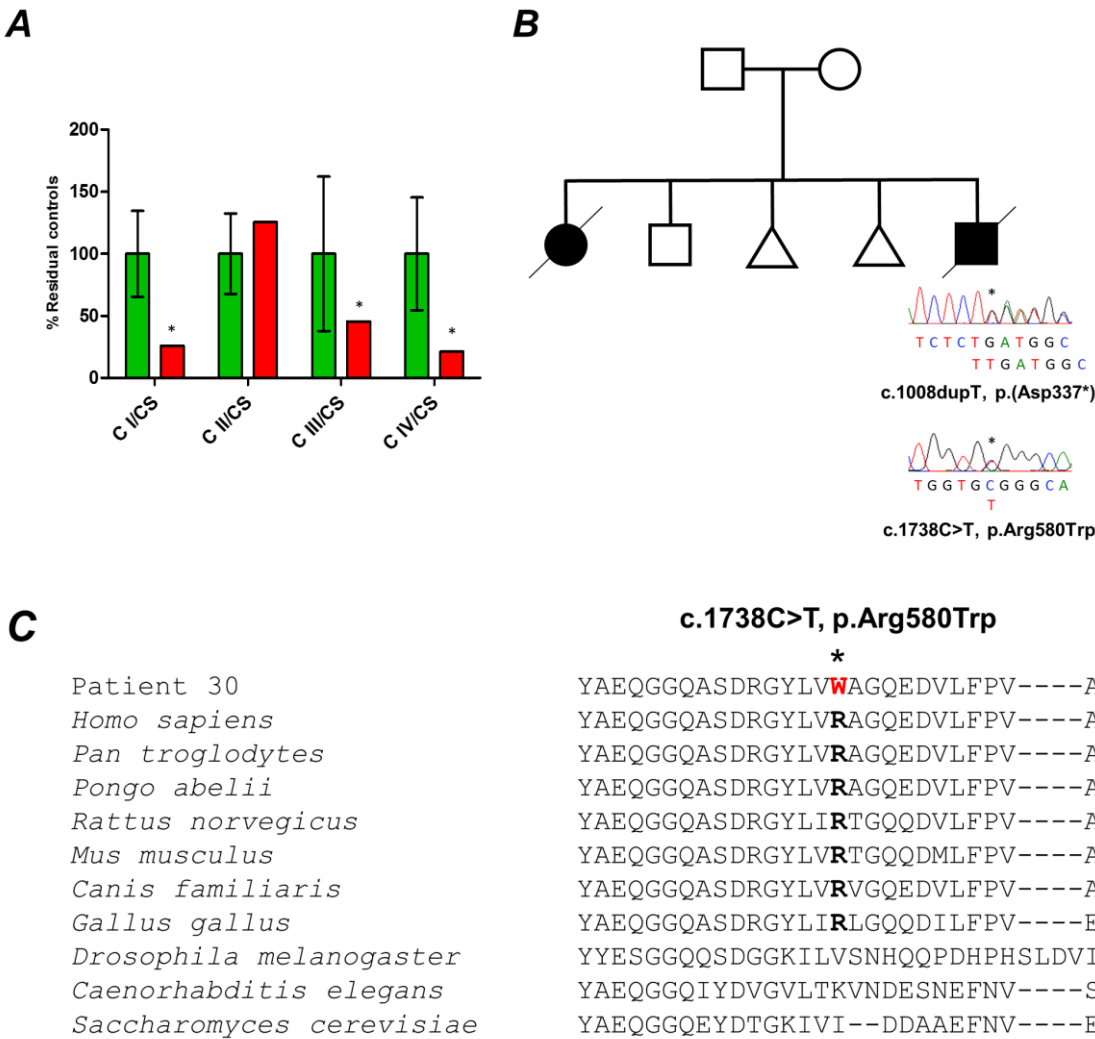 A
B
200
150
100
50
0
% Residual controls
*
*
*
C I/CS
C II/CS
C III/CS
C IV/CS
*
TCTCTGATGGC
TTGATGGC
c.1008dupT, p.(Asp337*)
*
TGGTGCGGGCA
T
c.1738C>T, p.Arg580Trp
C
c.1738C>T, p.Arg580Trp
*
Patient 30 YAEQGGQASDRGYLVWAGQEDVLFPV----A
Homo sapiens YAEQGGQASDRGYLVRAGQEDVLFPV----A
Pan troglodytes YAEQGGQASDRGYLVRAGQEDVLFPV----A
Pongo abelii YAEQGGQASDRGYLVRAGQEDVLFPV----A
Rattus norvegicus YAEQGGQASDRGYLIRTGQQDVLFPV----A
Mus musculus YAEQGGQASDRGYLVRTGQQDMLFPV----A
Canis familiaris YAEQGGQASDRGYLVRVGQEDVLFPV----A
Gallus gallus YAEQGGQASDRGYLIRLGQQDILFPV----E
Drosophila melanogaster YYESGGQQSDGGKILVSNHQQPDHPHSLDVI
Caenorhabditis elegans YAEQGGQIYDVGVLTKVNDESNEFNV----S
Saccharomyces cerevisiae YAEQGGQEYDTGKIVI--DDAAEFNV----E